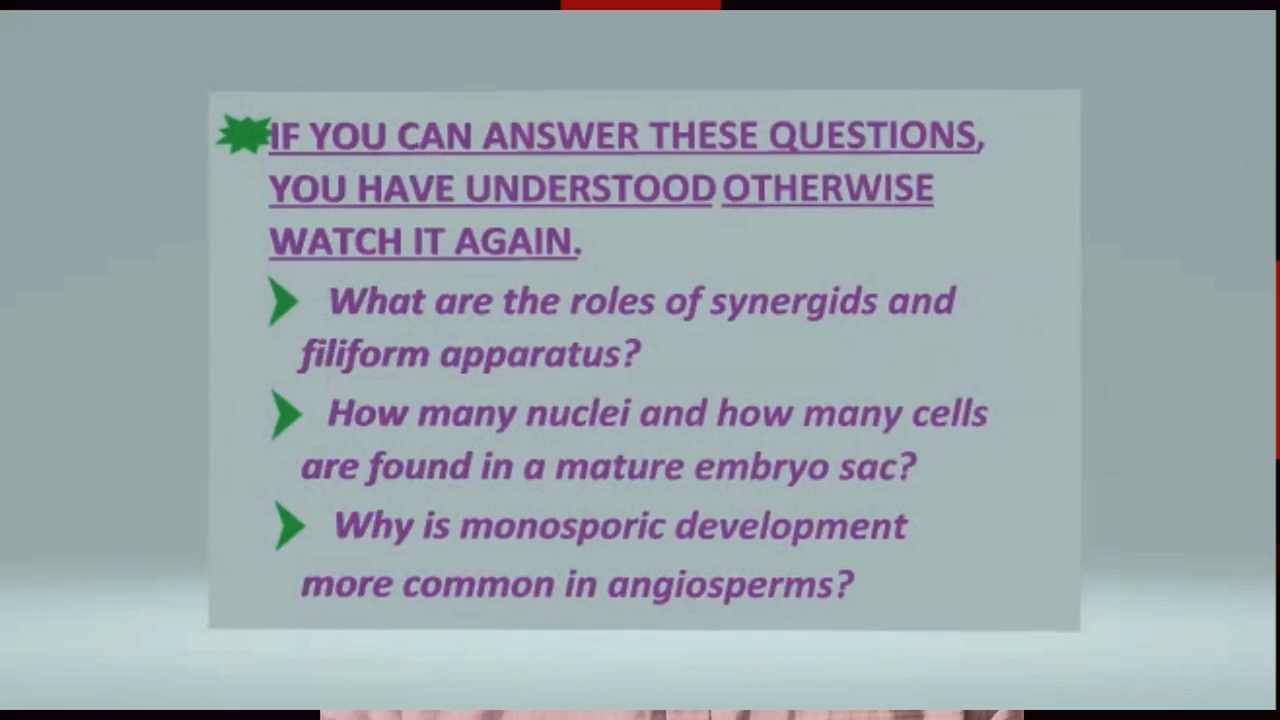 IF YOU CAN ANSWER THESE QUESTIONS,
YOU HAVE UNDERSTOOD OTHERWISE
WATCH IT AGAIN.
What are the roles of synergids and
filiform apparatus?
How many nuclei and how many cells
are found in a mature embryo sac?
Why is monosporic development
more common in angiosperms?